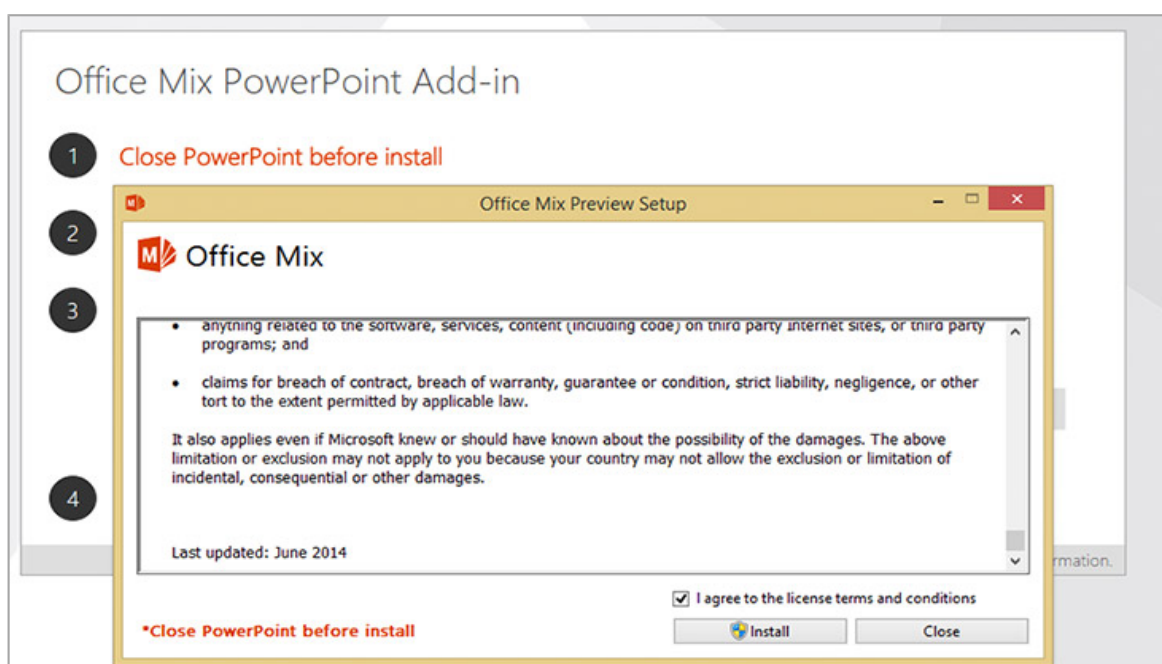 Office Mix PowerPoint Add-in
1 Close PowerPoint before install
Office Mix Preview Setup
2
M Office Mix
3
• anything related to the software, services, content (including code) on third party Internet sites, or third party
programs; and
• claims for breach of contract, breach of warranty, guarantee or condition, strict liability, negligence, or other
tort to the extent permitted by applicable law.
It also applies even if Microsoft knew or should have known about the possibility of the damages. The above
limitation or exclusion may not apply to you because your country may not allow the exclusion or limitation of
incidental, consequential or other damages.
4
Last updated: June 2014
rmation.
I agree to the license terms and conditions
*Close PowerPoint before install
Install
Close